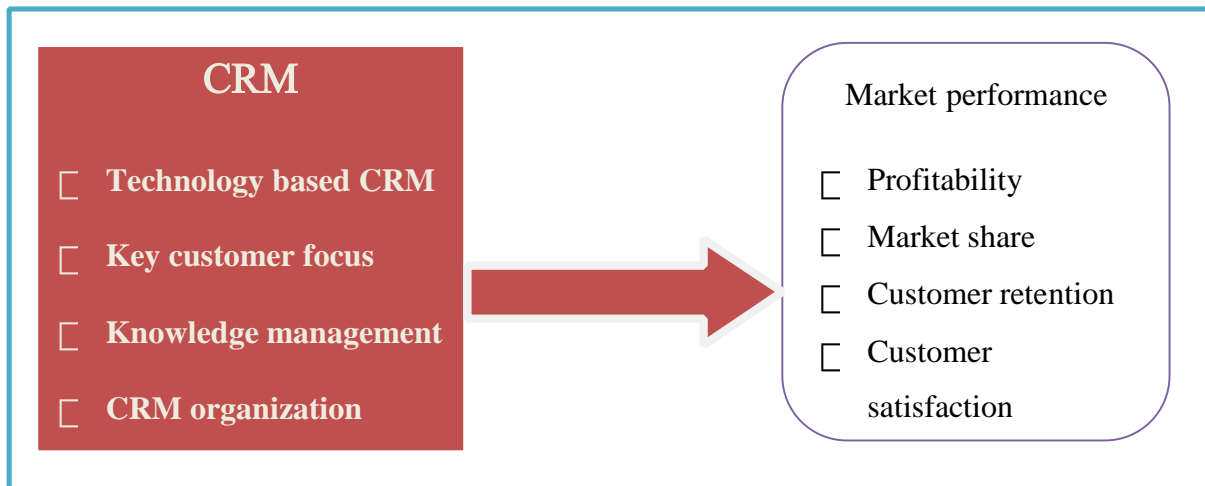 CRM
Technology based CRM
Key customer focus
Knowledge management
CRM organization
Market performance
Profitability
Market share
Customer retention
Customer
satisfaction